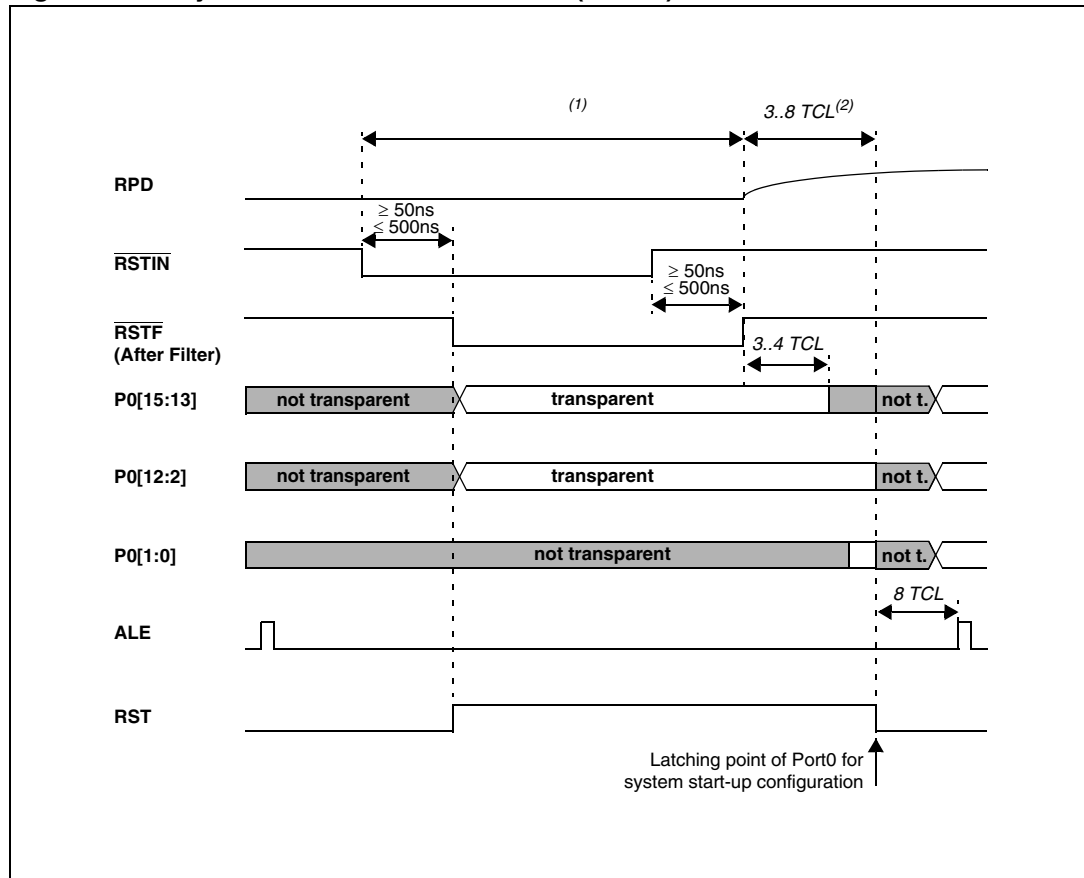 (1)
3..8 TCL(2)
RPD
≥ 50ns
≤ 500ns
RSTIN
≥ 50ns
≤ 500ns
RSTF
(After Filter)
3..4 TCL
P0[15:13]
not transparent
transparent
not t.
P0[12:2]
not transparent
transparent
not t.
P0[1:0]
not transparent
not t.
8 TCL
ALE
RST
Latching point of Port0 for
system start-up configuration